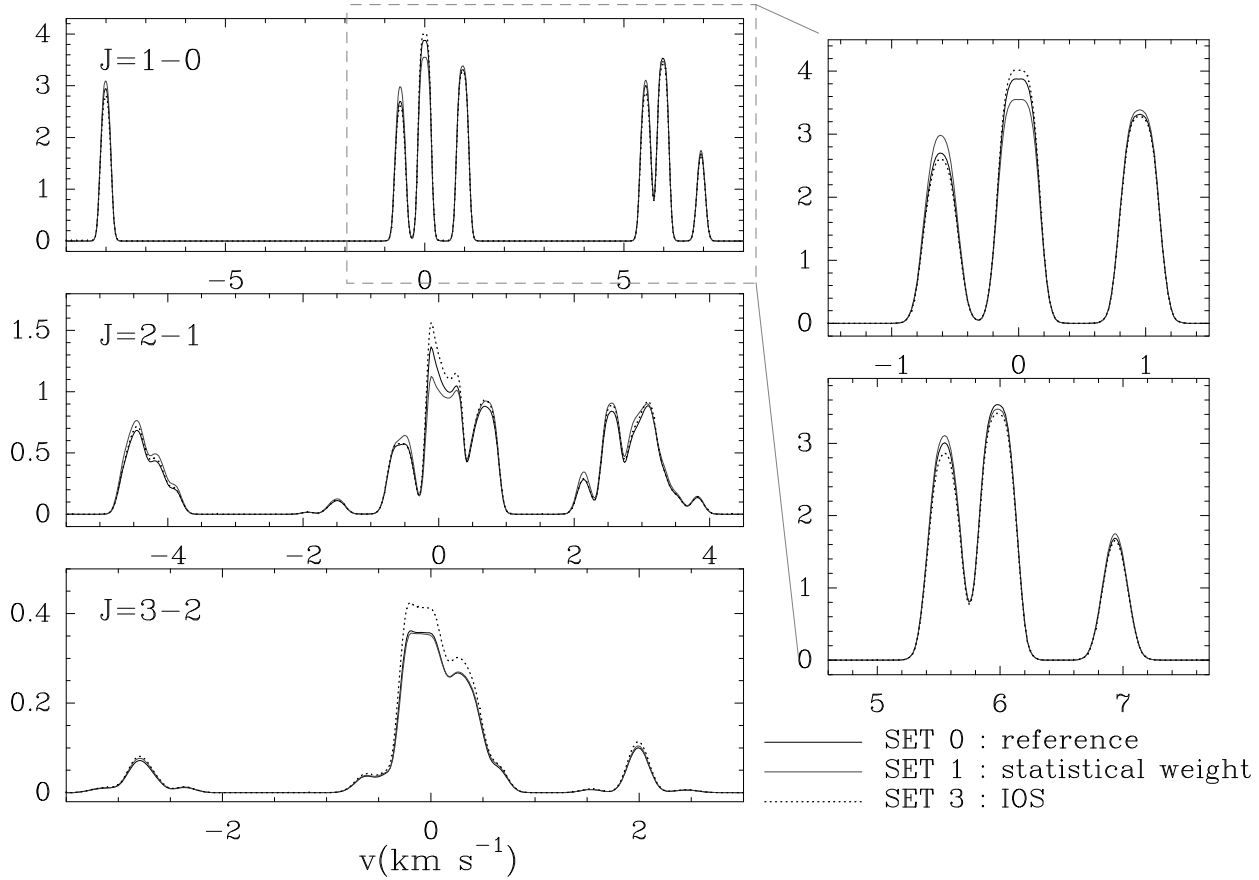 J=1−0
4
3
2
1
0
−5 0 5
J=2−1
1.5
1
0.5
0
−4 −2 0 2 4
J=3−2
0.4
0.2
0
−2 0 2
v(km s−1)
4
3
2
1
0
−1 0 1
3
2
1
0
5 6 7
SET 0 : reference
SET 1 : statistical weight
SET 3 : IOS